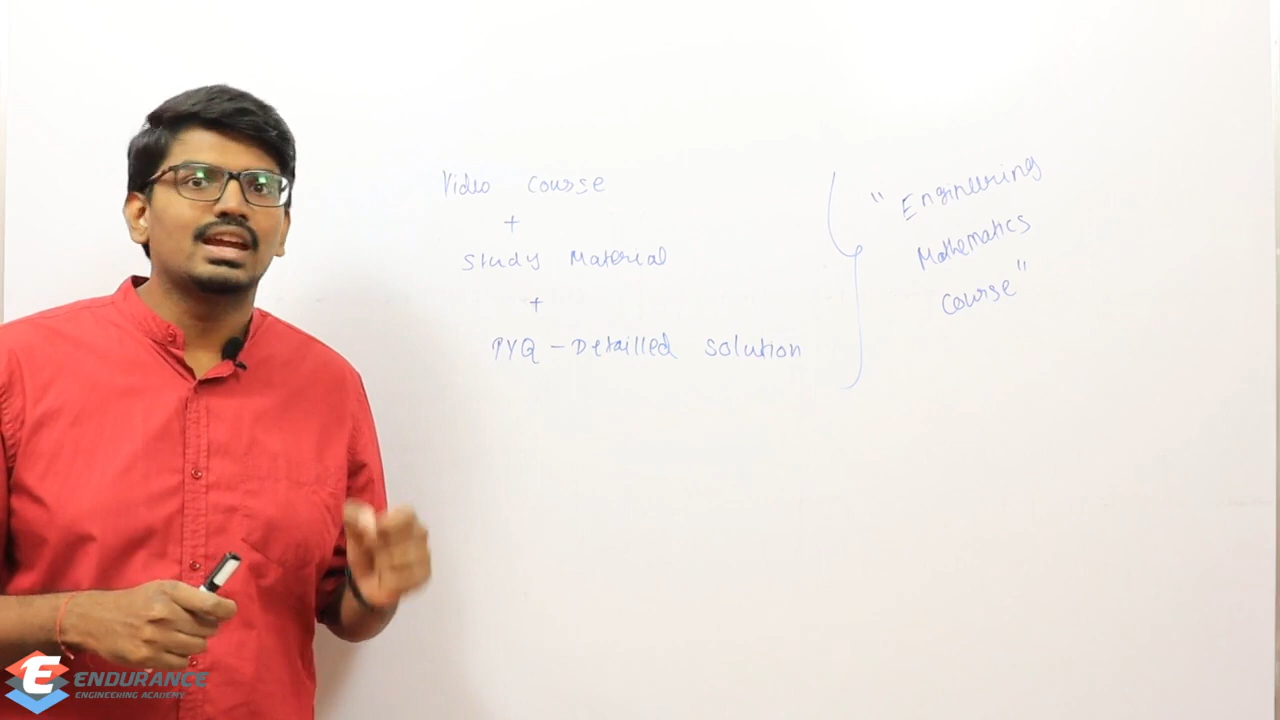 Video Course
+
Study Material
+
PYQ - Detailled Solution
" Engineering
Mathematics
Course "
E ENDURANCE
ENGINEERING ACADEMY